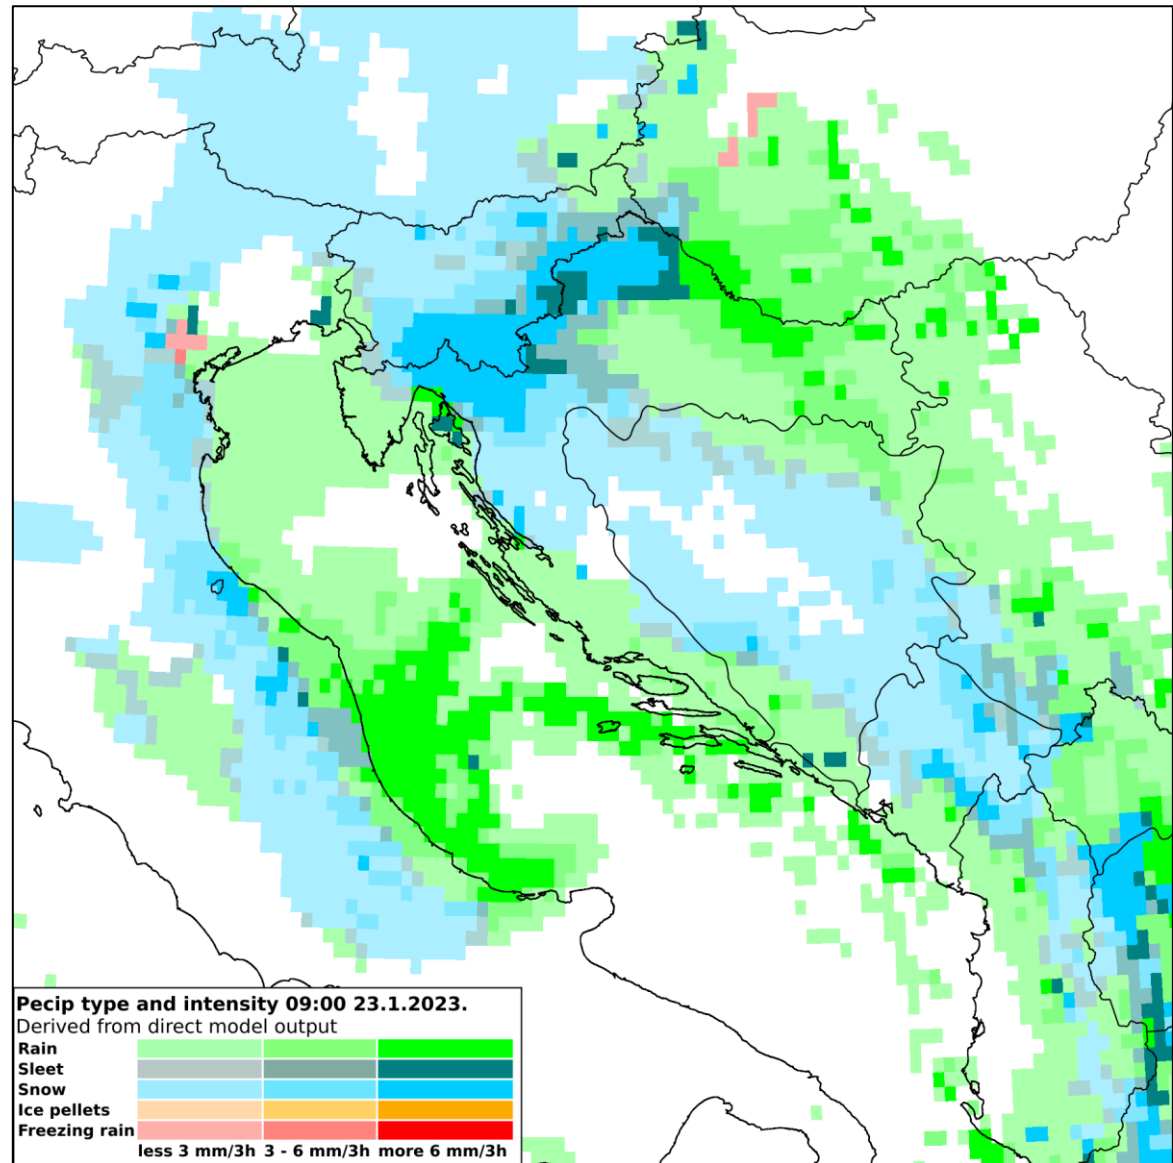 Pecip type and intensity 09:00 23.1.2023.
Derived from direct model output
Rain
Sleet
Snow
Ice pellets
Freezing rain
less 3 mm/3h 3 - 6 mm/3h more 6 mm/3h